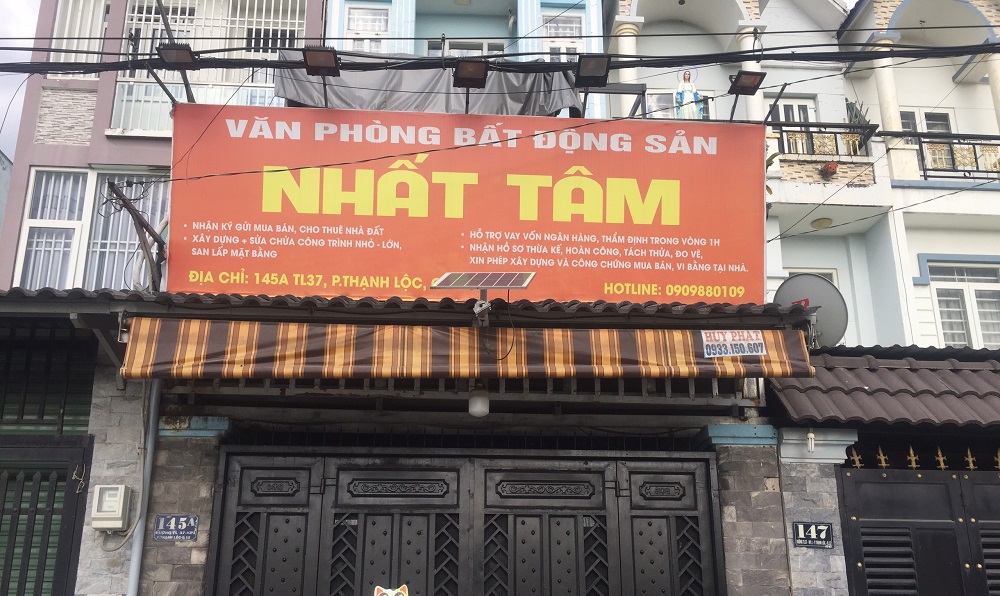 VĂN PHÒNG BẤT ĐỘNG SẢN
NHẤT TÂM
• NHẬN KÝ GỬI MUA BÁN, CHO THUÊ NHÀ ĐẤT
• XÂY DỰNG + SỬA CHỬA CÔNG TRÌNH NHỎ - LỚN,
SAN LẤP MẶT BẰNG
• HỖ TRỢ VAY VỐN NGÂN HÀNG, THẨM ĐỊNH TRONG VÒNG 1H
• NHẬN HỒ SƠ THỪA KẾ, HOÀN CÔNG, TÁCH THỬA, ĐO VẼ,
XIN PHÉP XÂY DỰNG VÀ CÔNG CHỨNG MUA BÁN, VI BẰNG TẠI NHÀ.
ĐỊA CHỈ: 145A TL37, P.THẠNH LỘC,
HOTLINE: 0909880109
HUY PHÁT
0933.150.607
145A
147